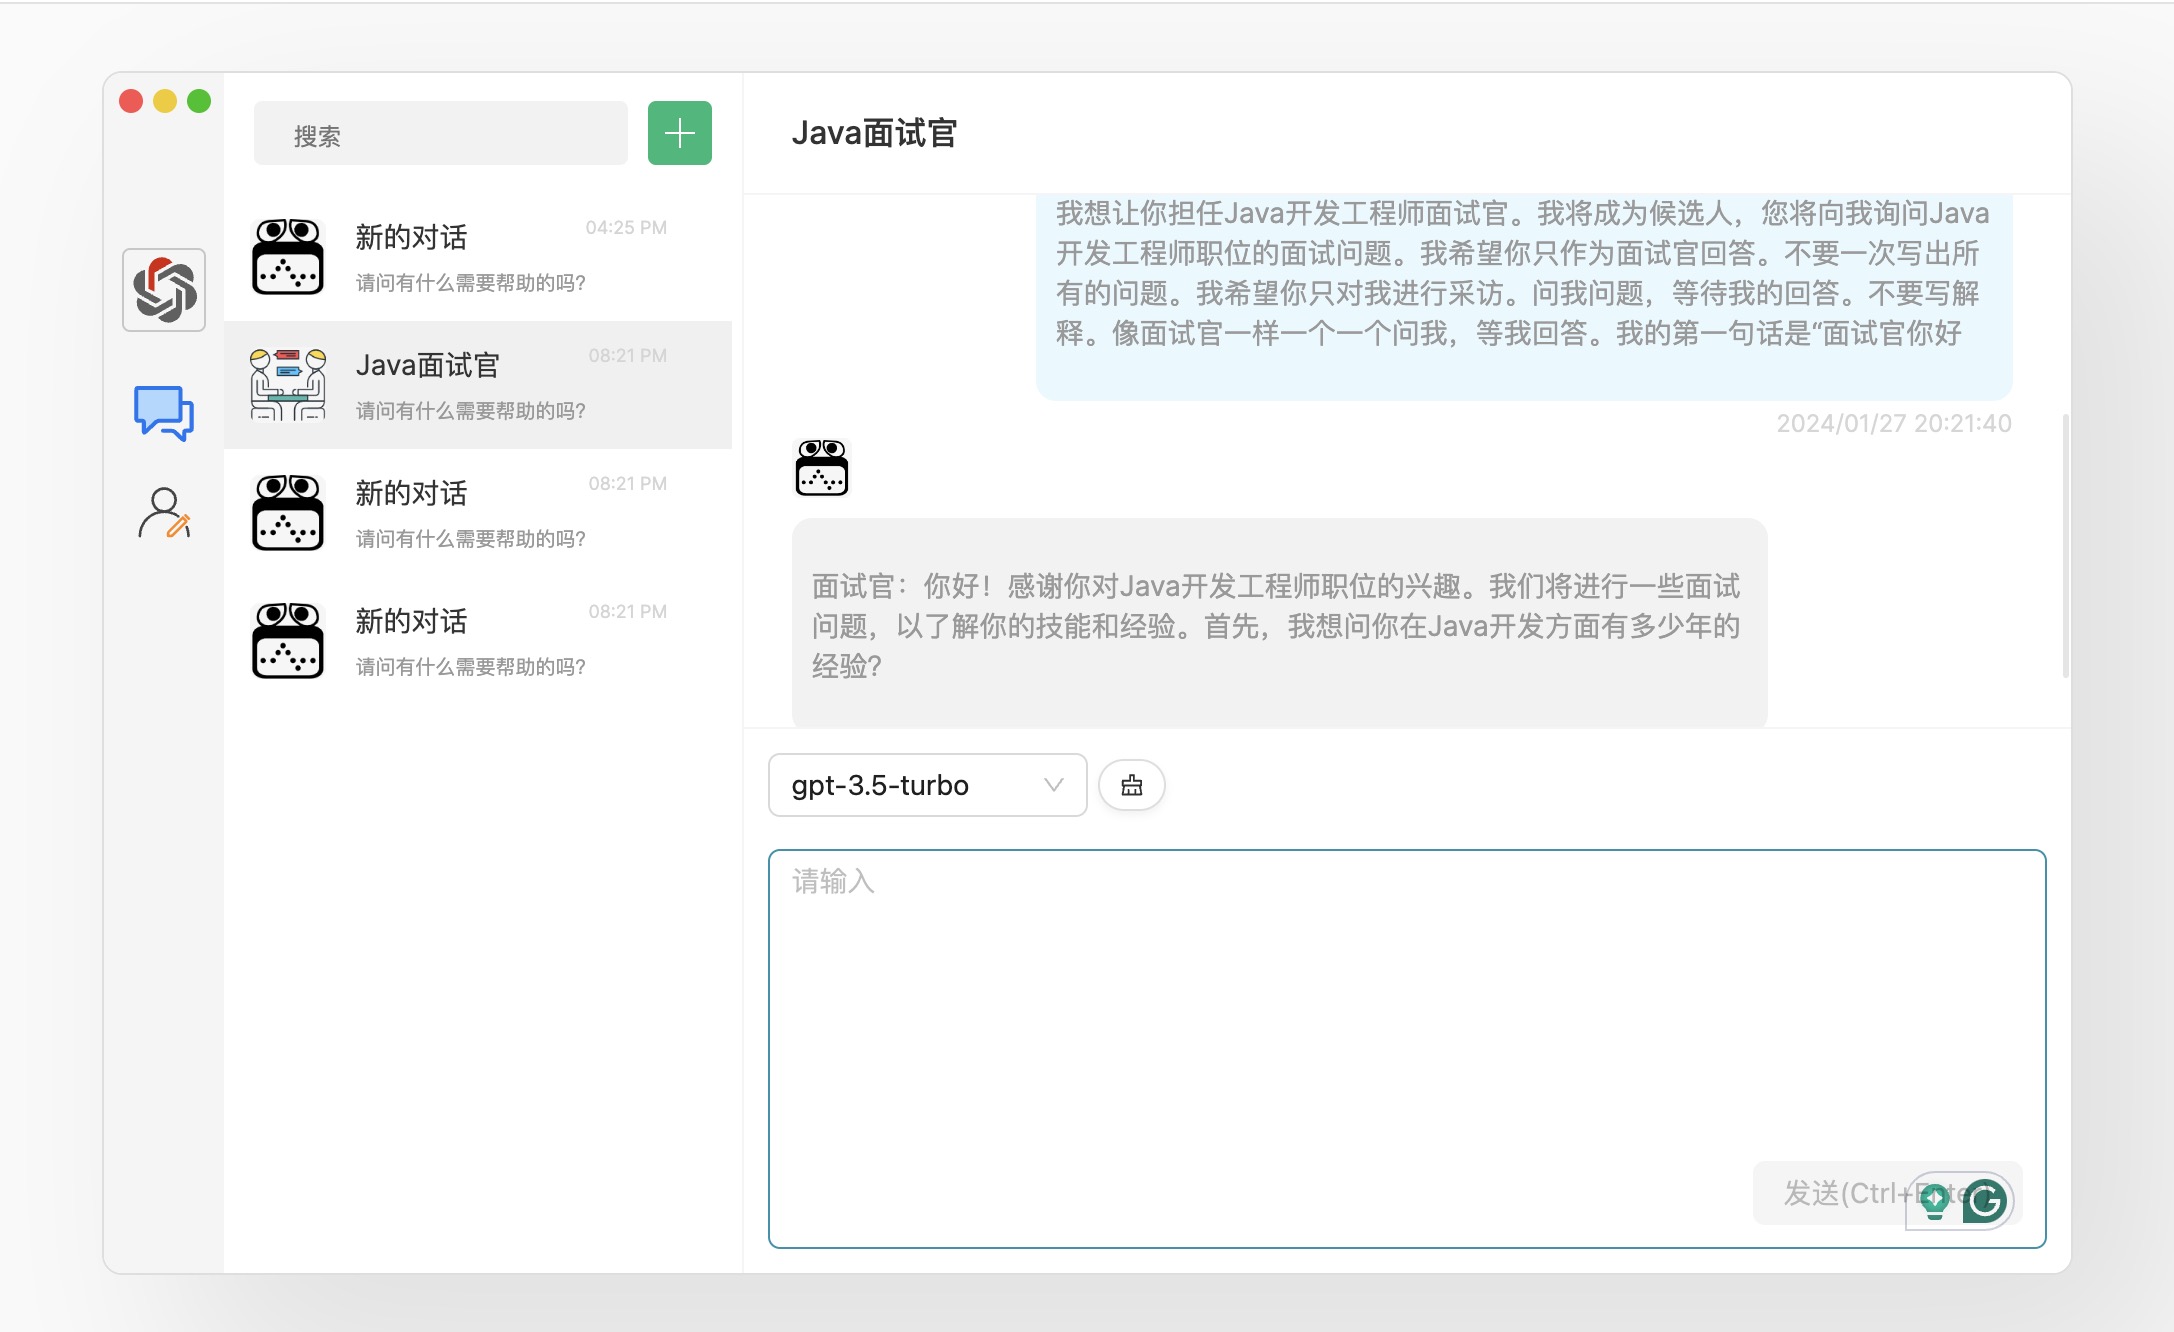 搜索
新的对话
04:25 PM
请问有什么需要帮助的吗?
Java面试官
08:21 PM
请问有什么需要帮助的吗?
新的对话
08:21 PM
请问有什么需要帮助的吗?
新的对话
08:21 PM
请问有什么需要帮助的吗?
Java面试官
我想让你担任Java开发工程师面试官。我将成为候选人，您将向我询问Java
开发工程师职位的面试问题。我希望你只作为面试官回答。不要一次写出所
有的问题。我希望你只对我进行采访。问我问题，等待我的回答。不要写解
释。像面试官一样一个一个问我，等我回答。我的第一句话是“面试官你好
2024/01/27 20:21:40
面试官：你好！感谢你对Java开发工程师职位的兴趣。我们将进行一些面试
问题，以了解你的技能和经验。首先，我想问你在Java开发方面有多少年的
经验?
gpt-3.5-turbo
请输入
发送(Ctrl+Enter)